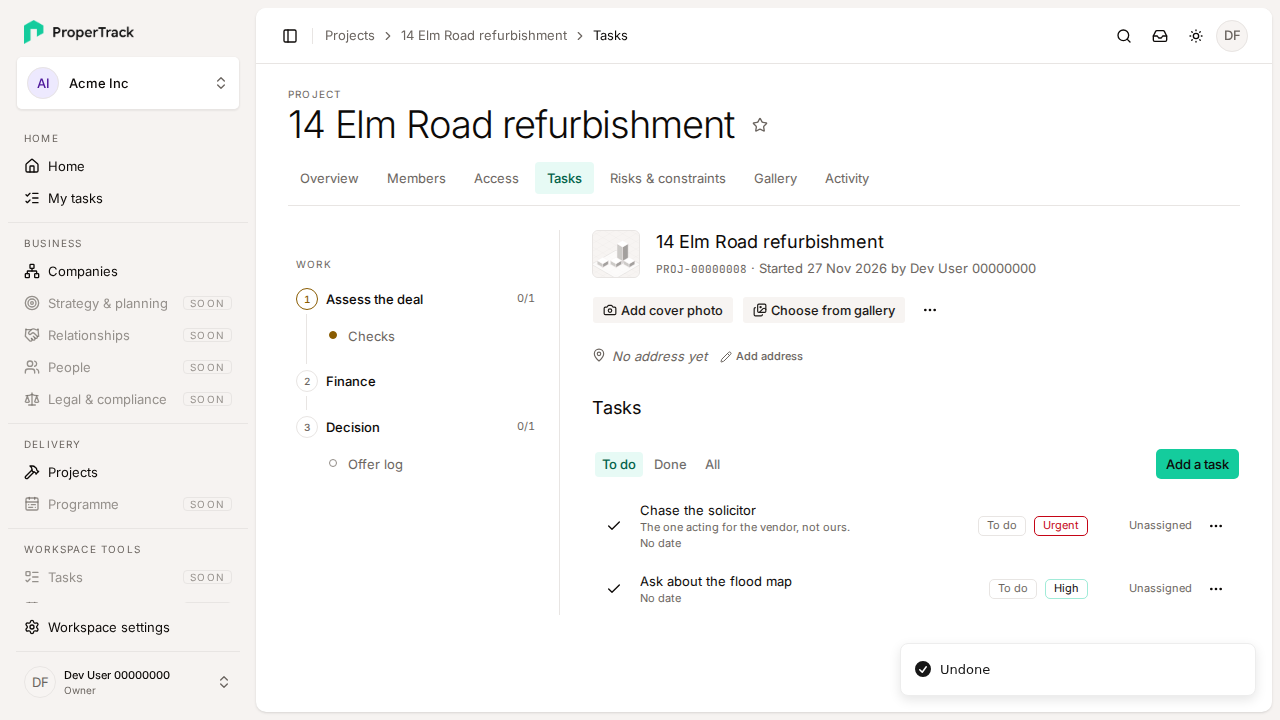 ProperTrack
AI Acme Inc
HOME
Home
My tasks
BUSINESS
Companies
Strategy & planning SOON
Relationships SOON
People SOON
Legal & compliance SOON
DELIVERY
Projects
Programme SOON
WORKSPACE TOOLS
Tasks SOON
Workspace settings
DF Dev User 00000000
Owner
Projects > 14 Elm Road refurbishment > Tasks
DF
PROJECT
14 Elm Road refurbishment
Overview Members Access Tasks Risks & constraints Gallery Activity
WORK
1 Assess the deal 0/1
Checks
2 Finance
3 Decision 0/1
Offer log
14 Elm Road refurbishment
PROJ-00000008 · Started 27 Nov 2026 by Dev User 00000000
Add cover photo Choose from gallery
No address yet Add address
Tasks
To do Done All Add a task
Chase the solicitor
The one acting for the vendor, not ours.
No date
To do Urgent Unassigned
Ask about the flood map
No date
To do High Unassigned
Undone